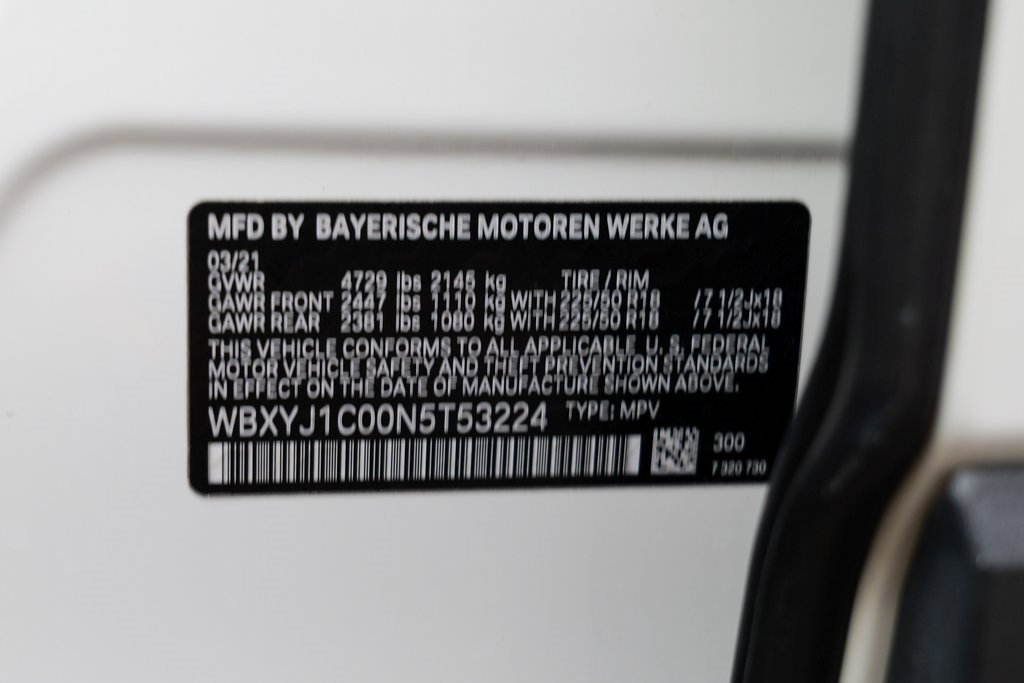 MFD BY BAYERISCHE MOTOREN WERKE AG
03/21
GVWR 4729 lbs 2145 kg TIRE / RIM
GAWR FRONT 2447 lbs 1110 kg WITH 225/50 R18 /7 1/2Jx18
GAWR REAR 2381 lbs 1080 kg WITH 225/50 R18 /7 1/2Jx18
THIS VEHICLE CONFORMS TO ALL APPLICABLE U. S. FEDERAL
MOTOR VEHICLE SAFETY AND THEFT PREVENTION STANDARDS
IN EFFECT ON THE DATE OF MANUFACTURE SHOWN ABOVE.
WBXYJ1C00N5T53224 TYPE: MPV
300
7 320 730